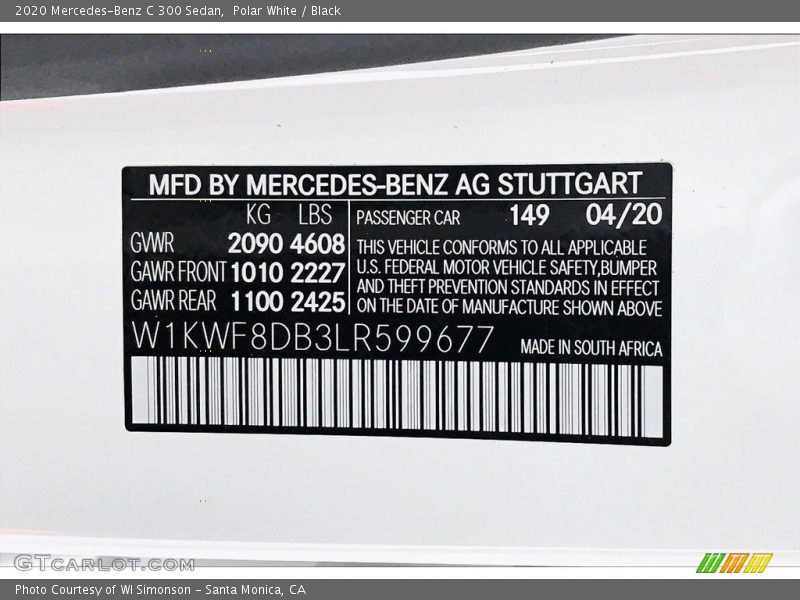 2020 Mercedes-Benz C 300 Sedan,  Polar White / Black
MFD BY MERCEDES-BENZ AG STUTTGART
KG LBS PASSENGER CAR 149 04/20
GVWR 2090 4608 THIS VEHICLE CONFORMS TO ALL APPLICABLE
GAWR FRONT 1010 2227 U.S. FEDERAL MOTOR VEHICLE SAFETY,BUMPER
AND THEFT PREVENTION STANDARDS IN EFFECT
GAWR REAR 1100 2425 ON THE DATE OF MANUFACTURE SHOWN ABOVE
W1KWF8DB3LR599677 MADE IN SOUTH AFRICA
GTCARLOT.COM
Photo Courtesy of WI Simonson - Santa Monica, CA